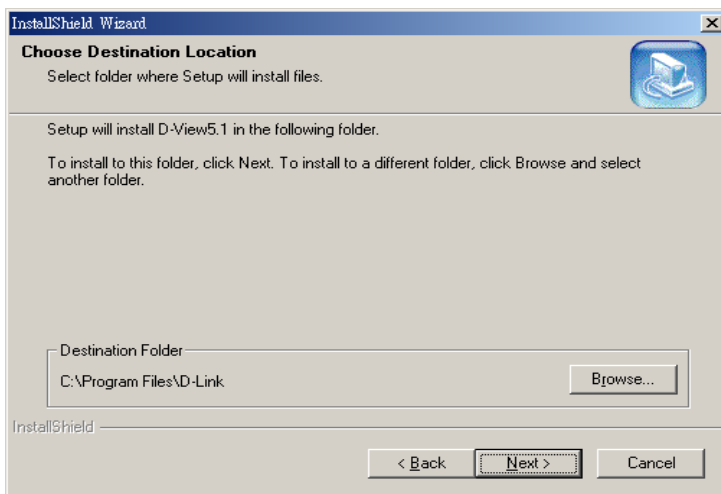 InstallShield Wizard
Choose Destination Location
Select folder where Setup will install files.
Setup will install D-View5.1 in the following folder.
To install to this folder, click Next. To install to a different folder, click Browse and select
another folder.
Destination Folder
C:\Program Files\D-Link
Browse...
InstallShield
< Back
Next >
Cancel